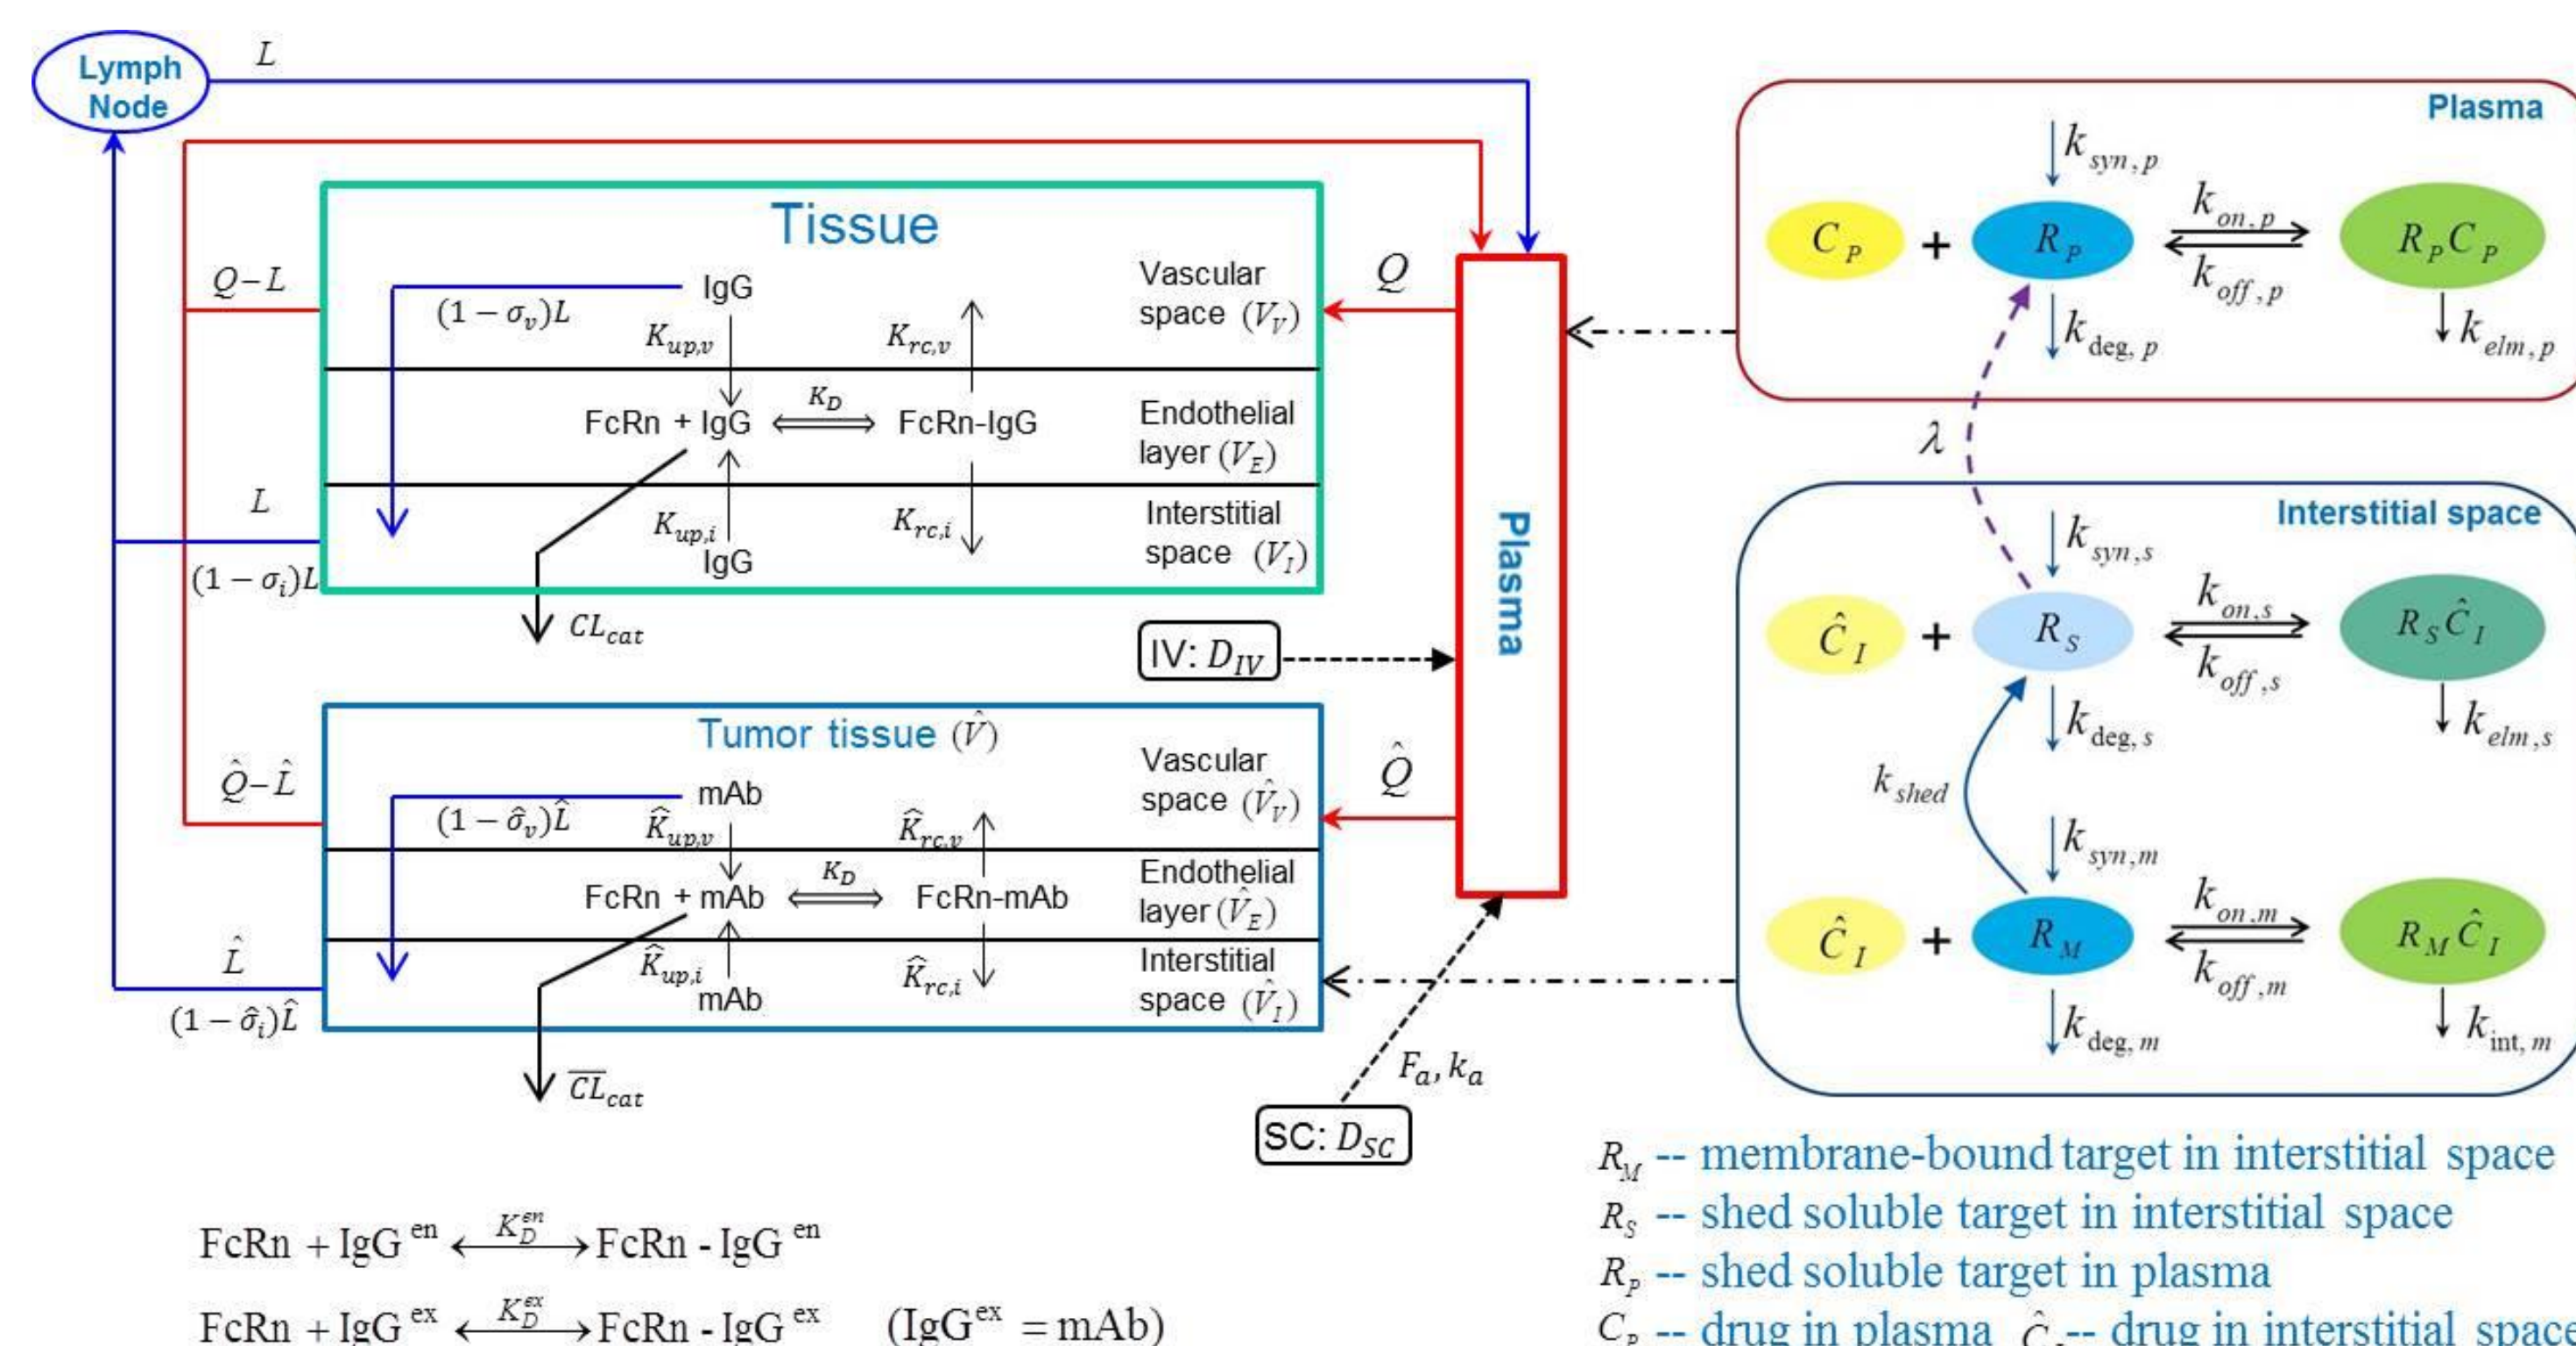 Lymph
Node
L
Tissue
Q−L
(1 − σ_v)L
IgG
K_up,v
K_rc,v
Vascular
space (V_V)
FcRn + IgG
K_D
FcRn-IgG
Endothelial
layer (V_E)
L
(1 − σ_i)L
K_up,i
IgG
K_rc,i
Interstitial
space (V_I)
CL_cat
Q
Plasma
IV: D_IV
Tumor tissue (V̂)
Q̂−L̂
(1 − σ̂_v)L̂
mAb
K̂_up,v
K̂_rc,v
Vascular
space (V̂_V)
Q̂
FcRn + mAb
K_D
FcRn-mAb
Endothelial
layer (V̂_E)
L̂
(1 − σ̂_i)L̂
K̂_up,i
mAb
K̂_rc,i
Interstitial
space (V̂_I)
C̅L̅_cat
F_a, k_a
SC: D_SC
Plasma
k_syn,p
C_P + R_P
k_on,p
k_off,p
R_P C_P
k_deg,p
k_elm,p
λ
Interstitial space
k_syn,s
Ĉ_I + R_S
k_on,s
k_off,s
R_S Ĉ_I
k_deg,s
k_elm,s
k_shed
k_syn,m
Ĉ_I + R_M
k_on,m
k_off,m
R_M Ĉ_I
k_deg,m
k_int,m
FcRn + IgG^en ⟷ K_D^en FcRn - IgG^en
FcRn + IgG^ex ⟷ K_D^ex FcRn - IgG^ex (IgG^ex = mAb)
R_M -- membrane-bound target in interstitial space
R_S -- shed soluble target in interstitial space
R_P -- shed soluble target in plasma
C_P -- drug in plasma Ĉ -- drug in interstitial space